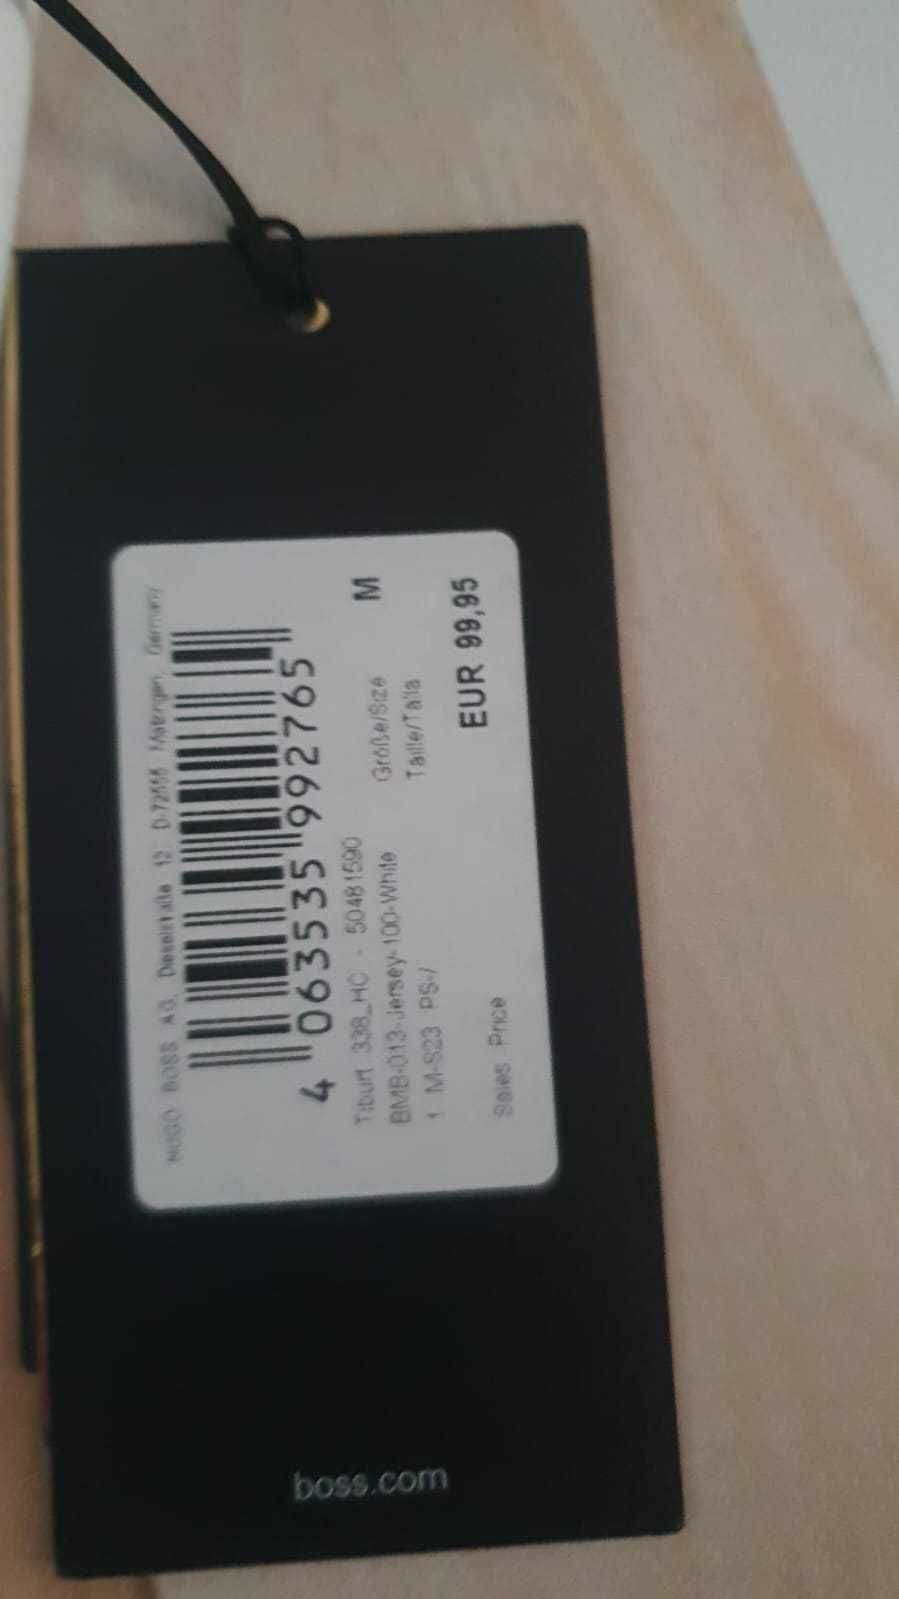 HUGO BOSS AG, Dieselstraße 12, D-72555 Metzingen, Germany
4 063535 992765
Tiburt 338_HC - 50481590
Größe/Size M
BMB-013-Jersey-100-White
Taille/Talla
1 M-S23 PS-/
Sales Price EUR 99,95
boss.com